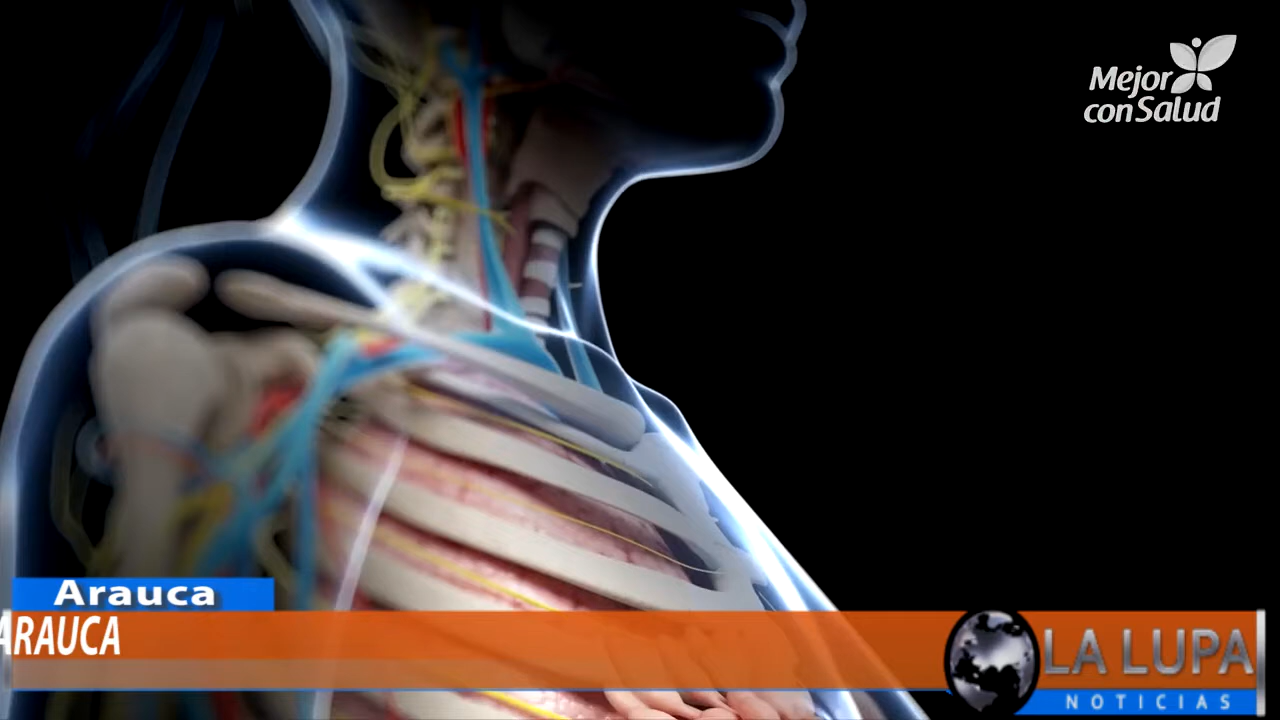 Mejor
con Salud
Arauca
ARAUCA
LA LUPA
NOTICIAS